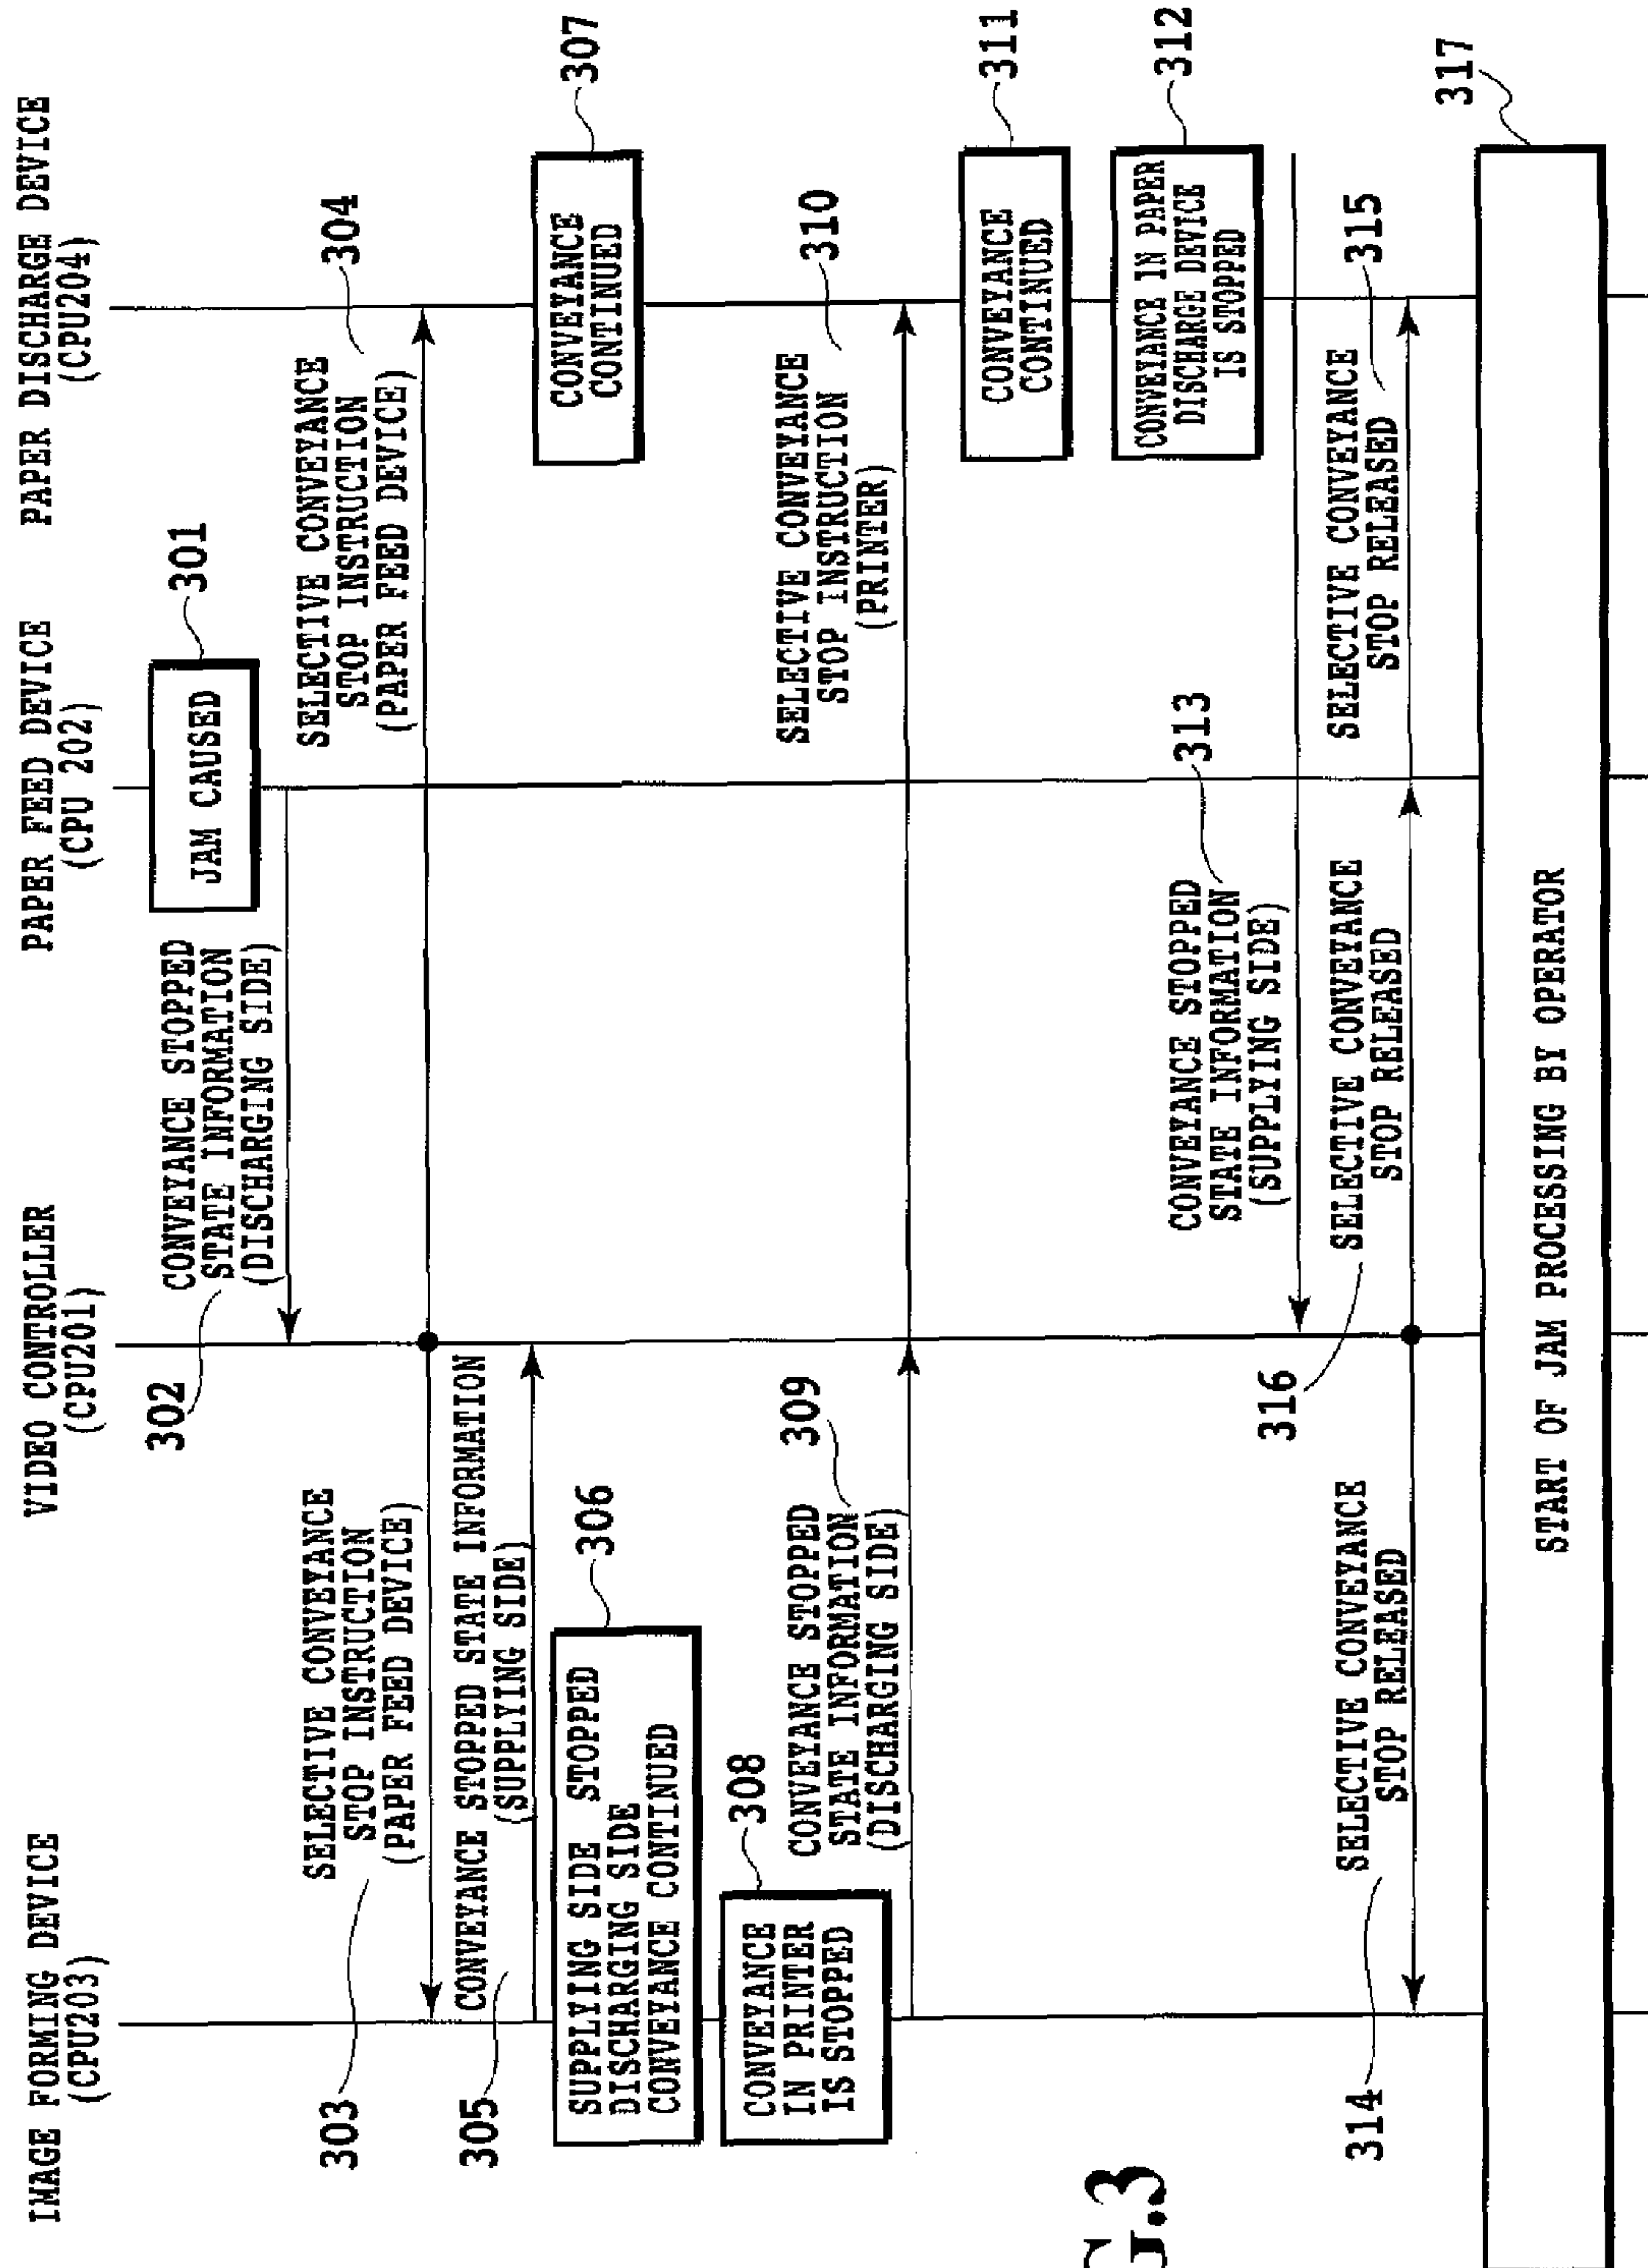 IMAGE FORMING DEVICE
(CPU203)
VIDEO CONTROLLER
(CPU201)
PAPER FEED DEVICE
(CPU 202)
PAPER DISCHARGE DEVICE
(CPU204)
JAM CAUSED
301
302
CONVEYANCE STOPPED
STATE INFORMATION
(DISCHARGING SIDE)
303
SELECTIVE CONVEYANCE
STOP INSTRUCTION
(PAPER FEED DEVICE)
SELECTIVE CONVEYANCE
STOP INSTRUCTION
(PAPER FEED DEVICE)
304
305
CONVEYANCE STOPPED STATE INFORMATION
(SUPPLYING SIDE)
SUPPLYING SIDE STOPPED
DISCHARGING SIDE
CONVEYANCE CONTINUED
306
CONVEYANCE
CONTINUED
307
CONVEYANCE
IN PRINTER
IS STOPPED
308
CONVEYANCE STOPPED
STATE INFORMATION
(DISCHARGING SIDE)
309
SELECTIVE CONVEYANCE
STOP INSTRUCTION
(PRINTER)
310
CONVEYANCE
CONTINUED
311
CONVEYANCE IN PAPER
DISCHARGE DEVICE
IS STOPPED
312
CONVEYANCE STOPPED
STATE INFORMATION
(SUPPLYING SIDE)
313
314
SELECTIVE CONVEYANCE
STOP RELEASED
316
SELECTIVE CONVEYANCE
STOP RELEASED
SELECTIVE CONVEYANCE
STOP RELEASED
315
START OF JAM PROCESSING BY OPERATOR
317
G.3